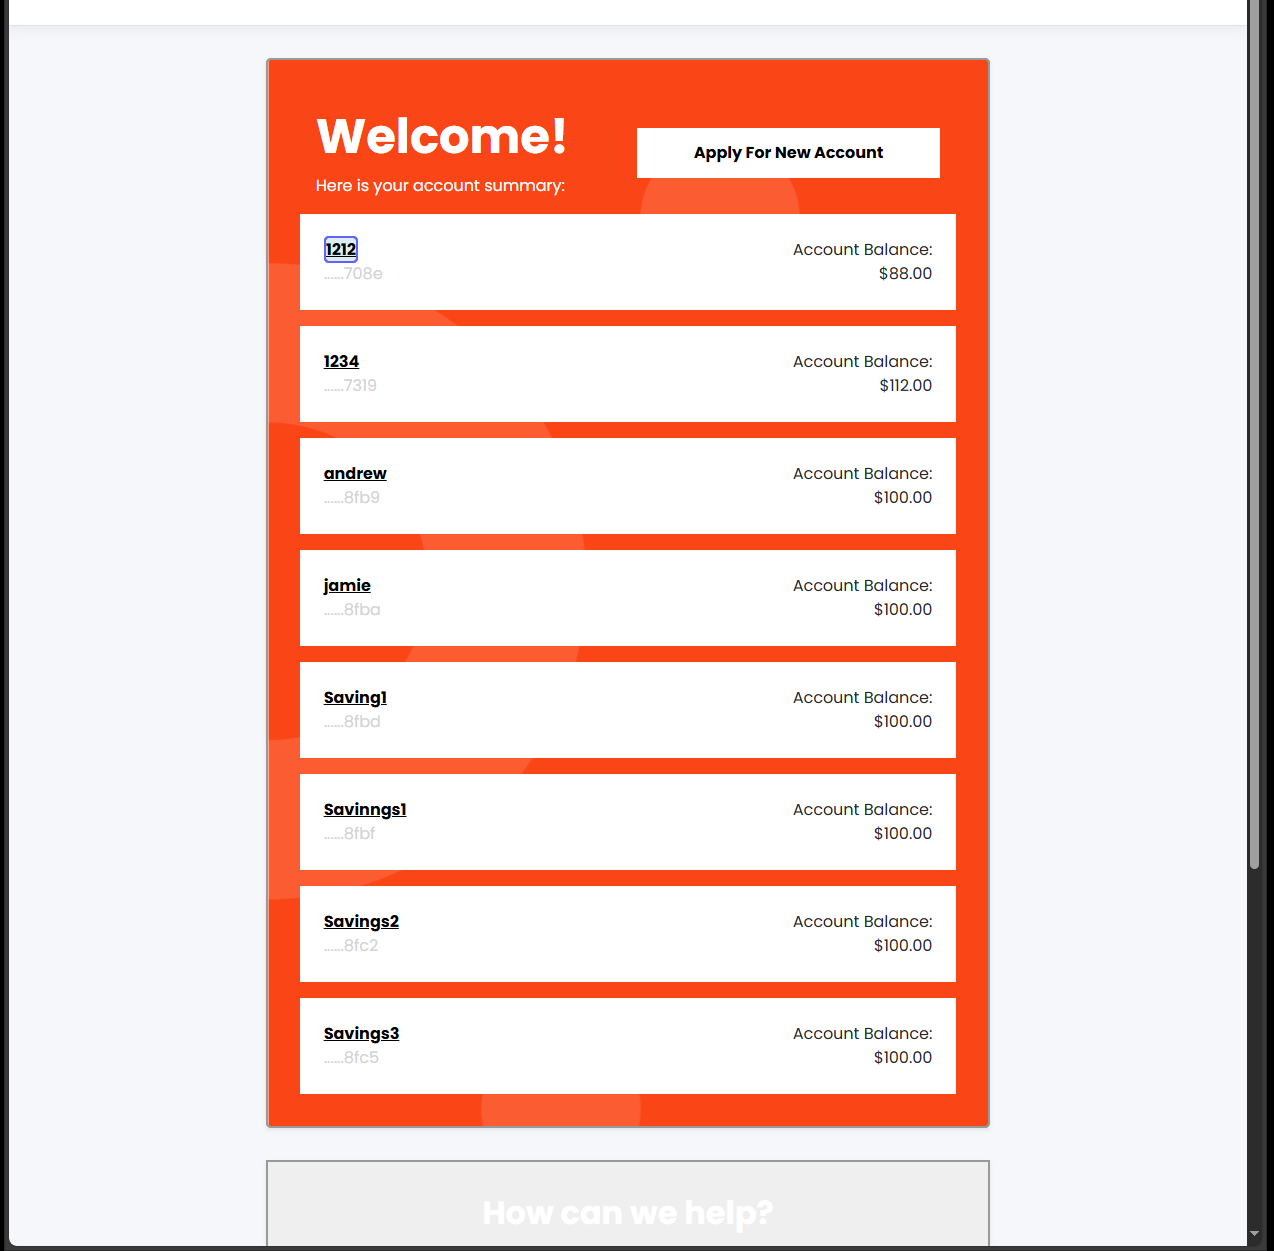 Welcome!
Here is your account summary:
Apply For New Account
1212
Account Balance:
......708e
$88.00
1234
Account Balance:
......7319
$112.00
andrew
Account Balance:
......8fb9
$100.00
jamie
Account Balance:
......8fba
$100.00
Saving1
Account Balance:
......8fbd
$100.00
Savinngs1
Account Balance:
......8fbf
$100.00
Savings2
Account Balance:
......8fc2
$100.00
Savings3
Account Balance:
......8fc5
$100.00
How can we help?